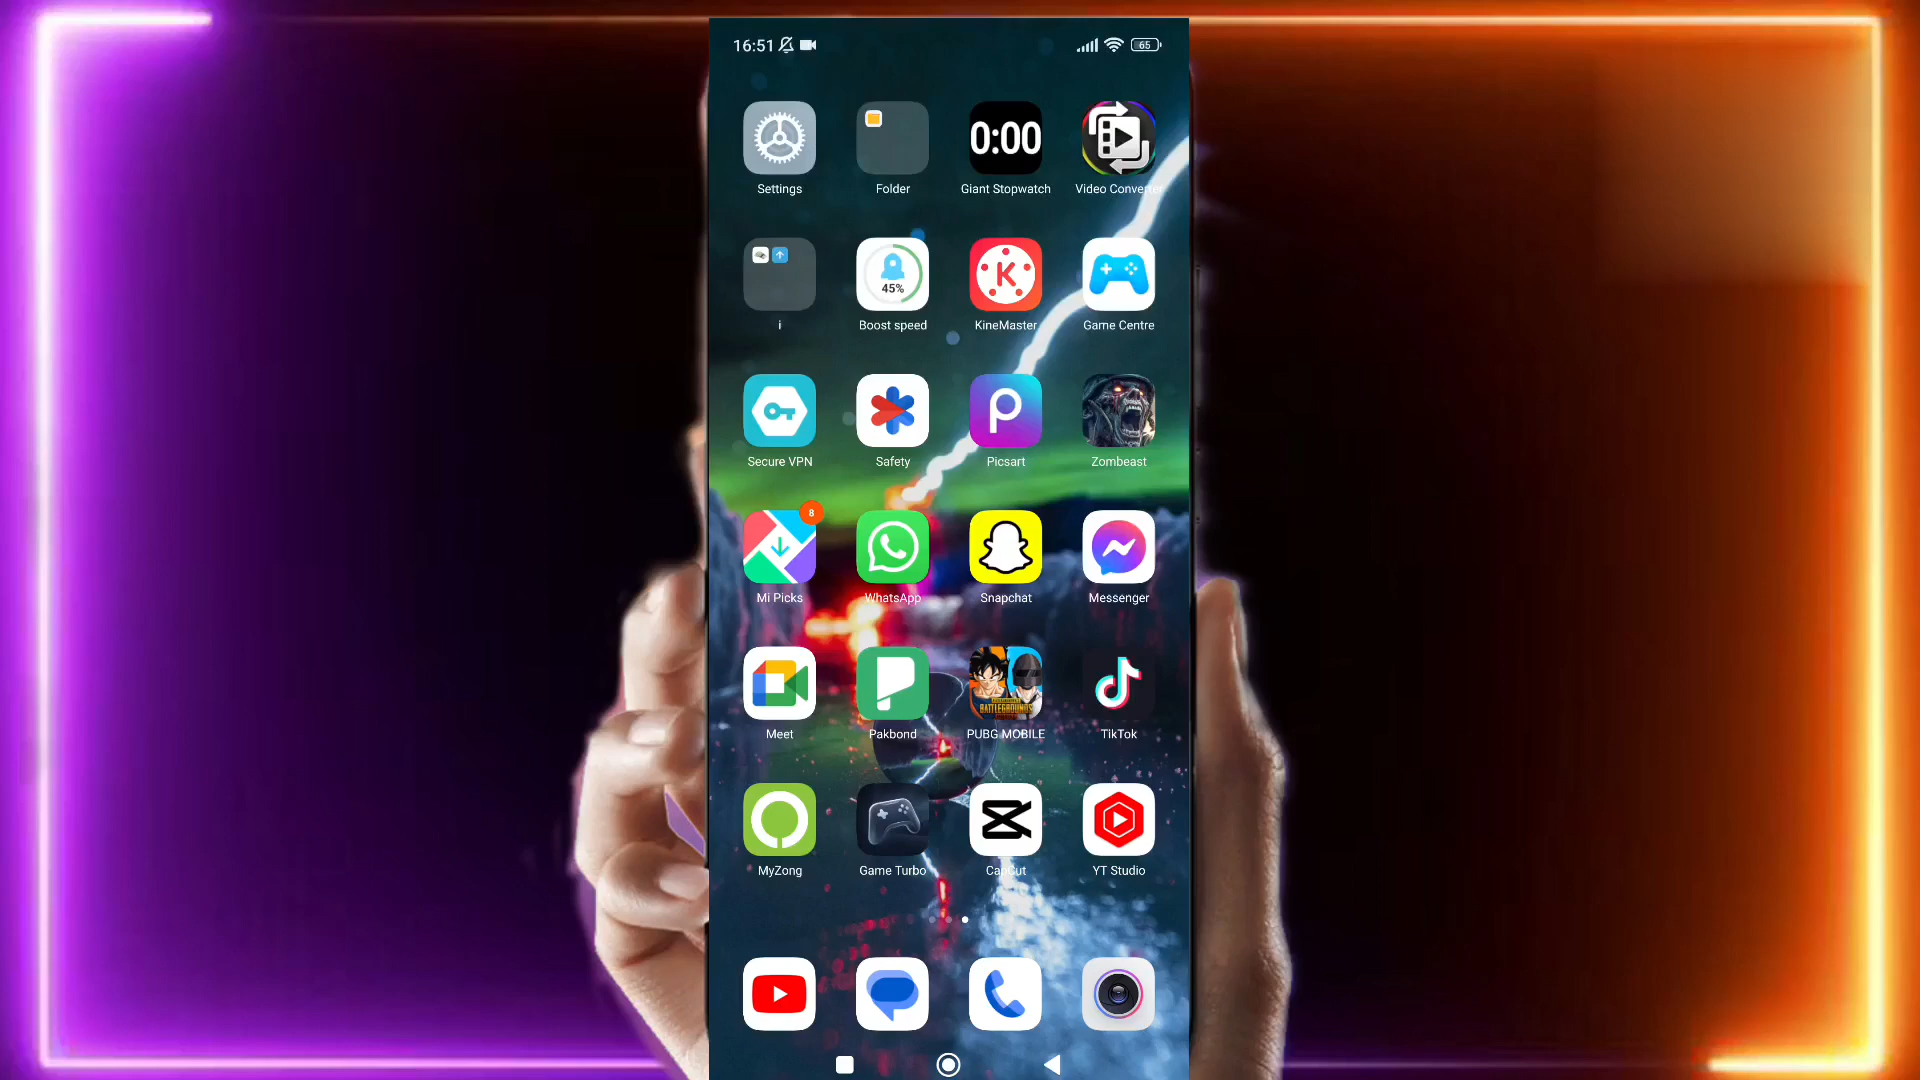 16:51
65
0:00
Settings
Folder
Giant Stopwatch
Video Converter
45%
K
i
Boost speed
KineMaster
Game Centre
Secure VPN
Safety
Picsart
Zombeast
8
Mi Picks
WhatsApp
Snapchat
Messenger
BATTLEGROUNDS
Meet
Pakbond
PUBG MOBILE
TikTok
MyZong
Game Turbo
CapCut
YT Studio